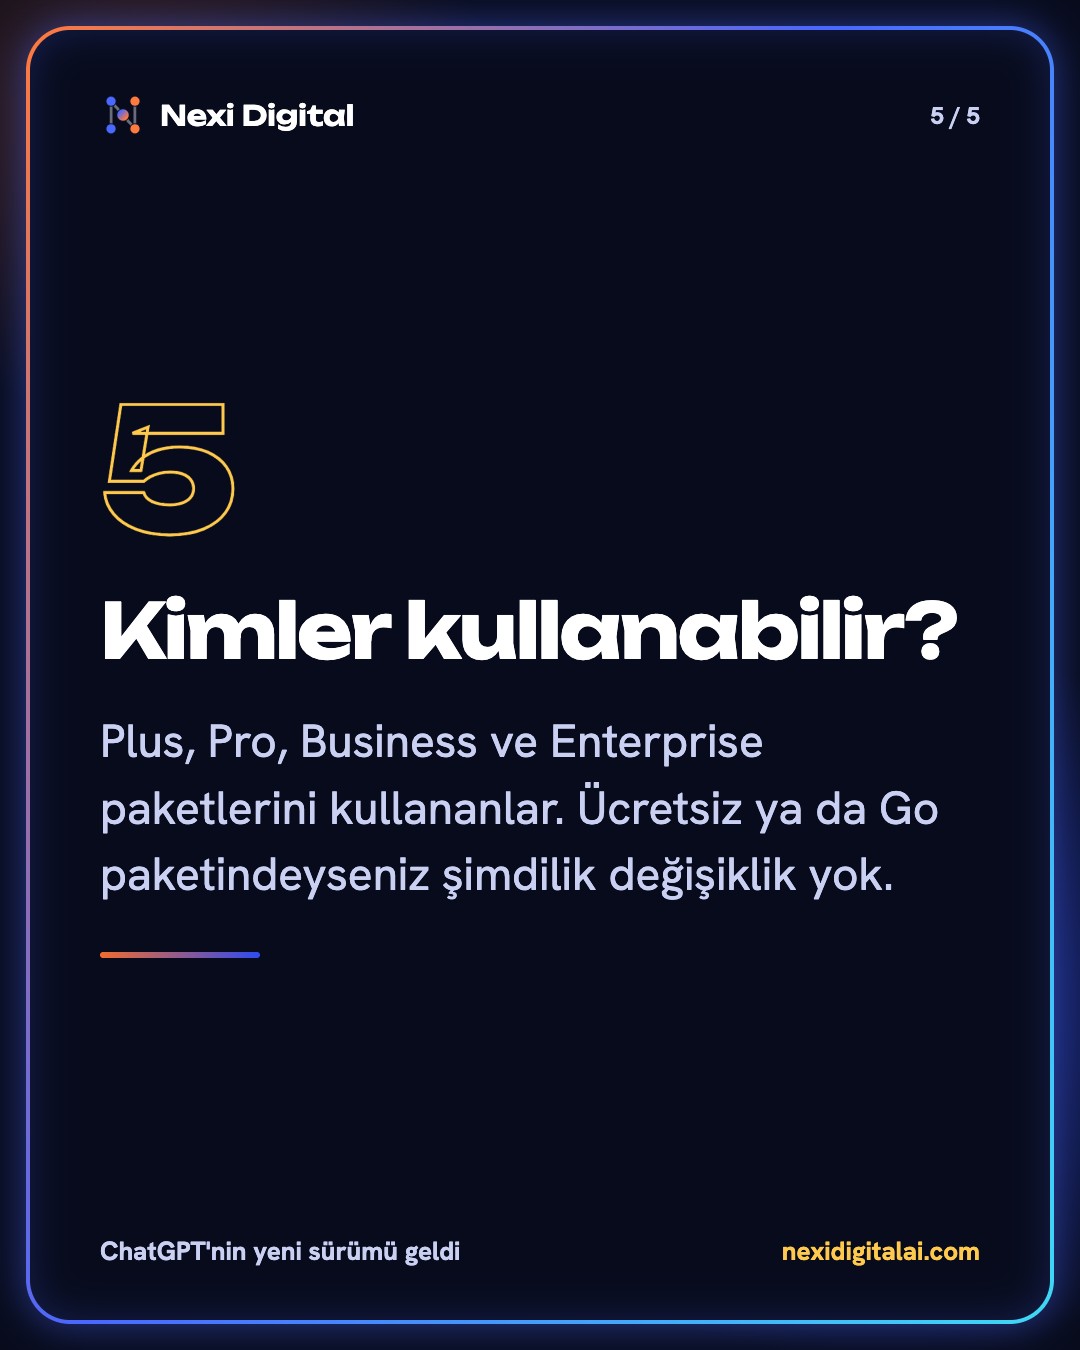 Nexi Digital
5 / 5
5
Kimler kullanabilir?
Plus, Pro, Business ve Enterprise
paketlerini kullananlar. Ücretsiz ya da Go
paketindeyseniz şimdilik değişiklik yok.
ChatGPT'nin yeni sürümü geldi
nexidigitalai.com